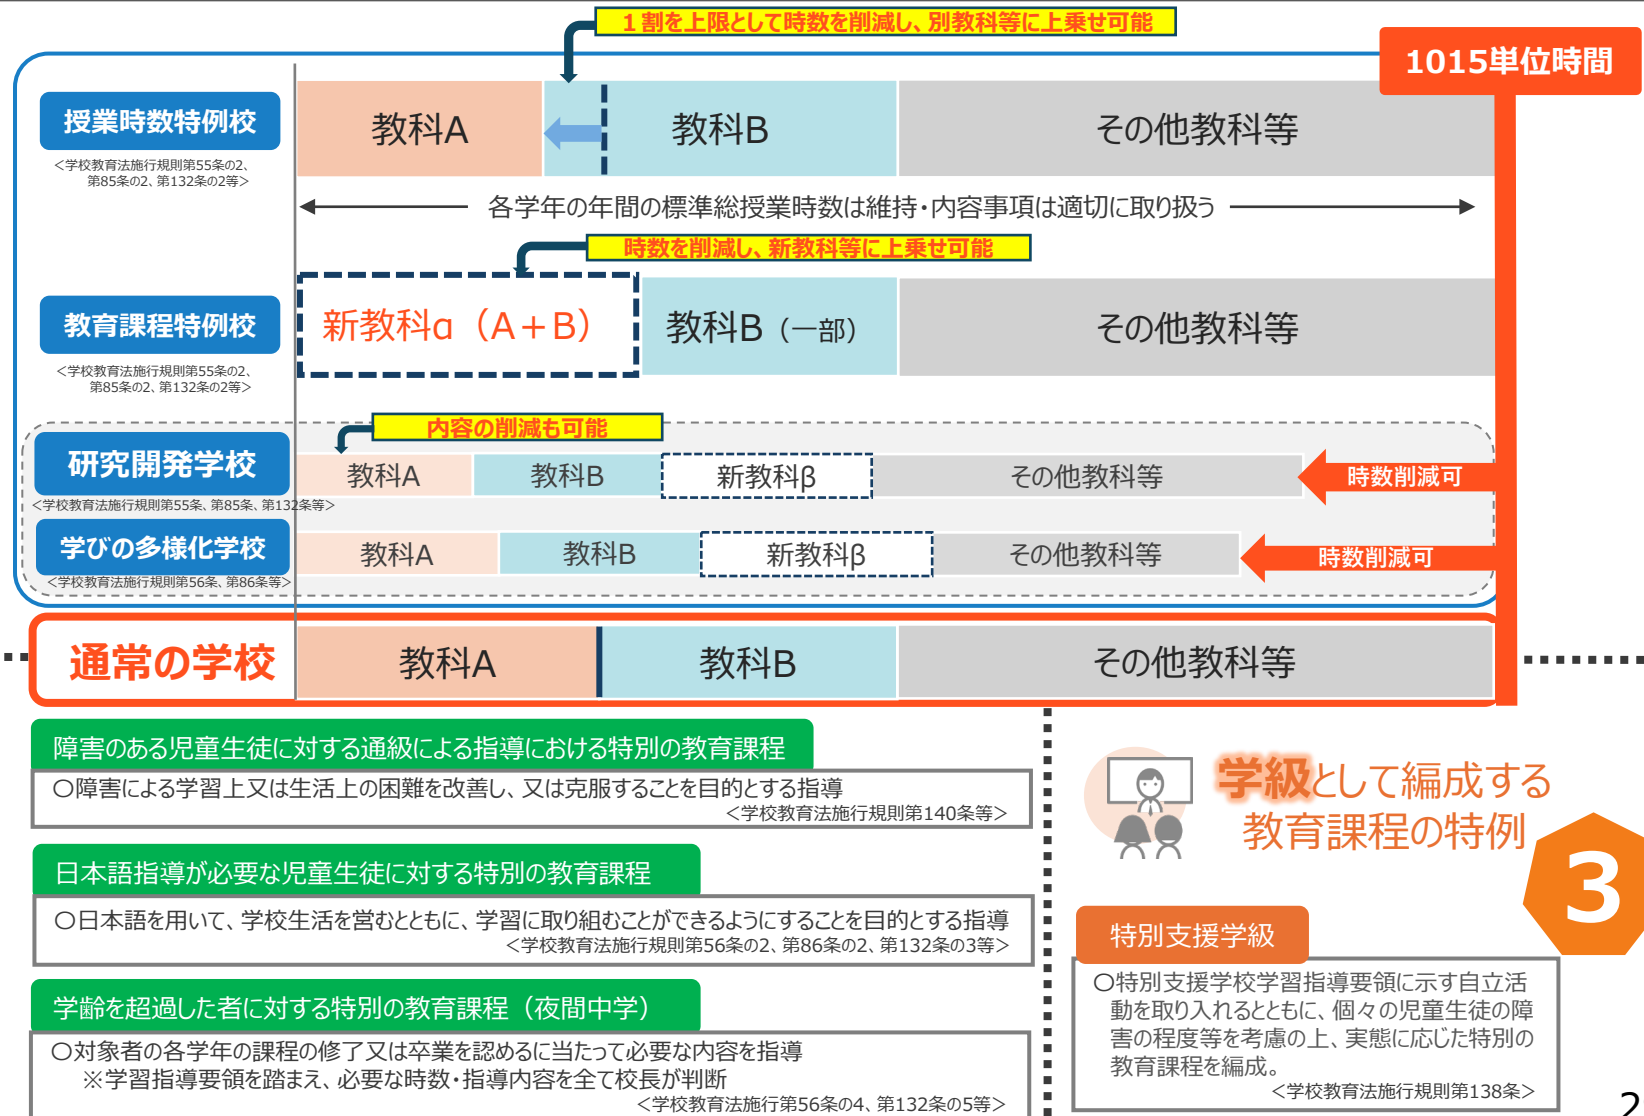 １割を上限として時数を削減し、別教科等に上乗せ可能
1015単位時間
授業時数特例校
＜学校教育法施行規則第55条の2、
第85条の2、第132条の2等＞
教科A
教科B
その他教科等
各学年の年間の標準総授業時数は維持・内容事項は適切に取り扱う
時数を削減し、新教科等に上乗せ可能
教育課程特例校
＜学校教育法施行規則第55条の2、
第85条の2、第132条の2等＞
新教科α（A＋B）
教科B（一部）
その他教科等
内容の削減も可能
研究開発学校
＜学校教育法施行規則第55条、第85条、第132条等＞
教科A
教科B
新教科β
その他教科等
時数削減可
学びの多様化学校
＜学校教育法施行規則第56条、第86条等＞
教科A
教科B
新教科β
その他教科等
時数削減可
通常の学校
教科A
教科B
その他教科等
障害のある児童生徒に対する通級による指導における特別の教育課程
○障害による学習上又は生活上の困難を改善し、又は克服することを目的とする指導
＜学校教育法施行規則第140条等＞
日本語指導が必要な児童生徒に対する特別の教育課程
○日本語を用いて、学校生活を営むとともに、学習に取り組むことができるようにすることを目的とする指導
＜学校教育法施行規則第56条の2、第86条の2、第132条の3等＞
学齢を超過した者に対する特別の教育課程（夜間中学）
○対象者の各学年の課程の修了又は卒業を認めるに当たって必要な内容を指導
※学習指導要領を踏まえ、必要な時数・指導内容を全て校長が判断
＜学校教育法施行第56条の4、第132条の5等＞
学級として編成する
教育課程の特例
3
特別支援学級
○特別支援学校学習指導要領に示す自立活
動を取り入れるとともに、個々の児童生徒の障
害の程度等を考慮の上、実態に応じた特別の
教育課程を編成。
＜学校教育法施行規則第138条＞
2